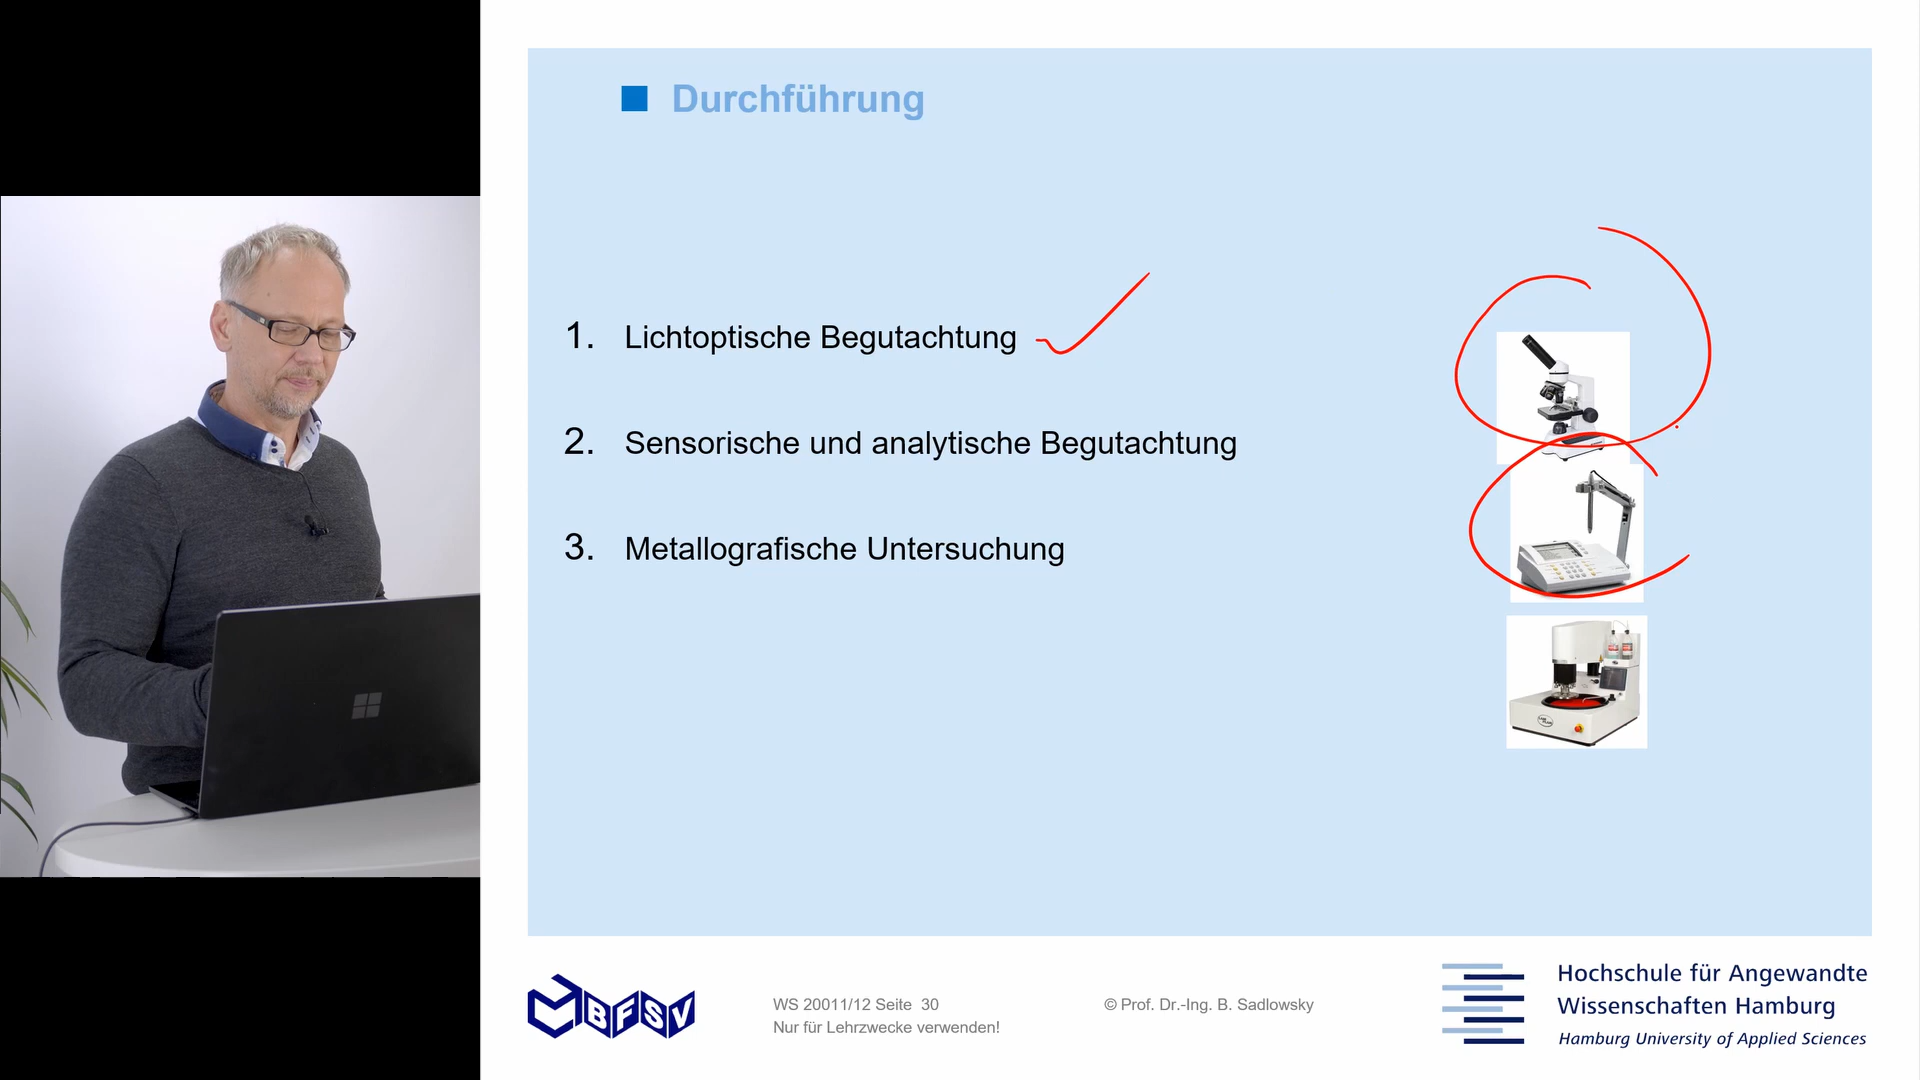 Durchführung
1. Lichtoptische Begutachtung
2. Sensorische und analytische Begutachtung
3. Metallografische Untersuchung
BFSV
WS 20011/12 Seite 30
Nur für Lehrzwecke verwenden!
© Prof. Dr.-Ing. B. Sadlowsky
Hochschule für Angewandte
Wissenschaften Hamburg
Hamburg University of Applied Sciences